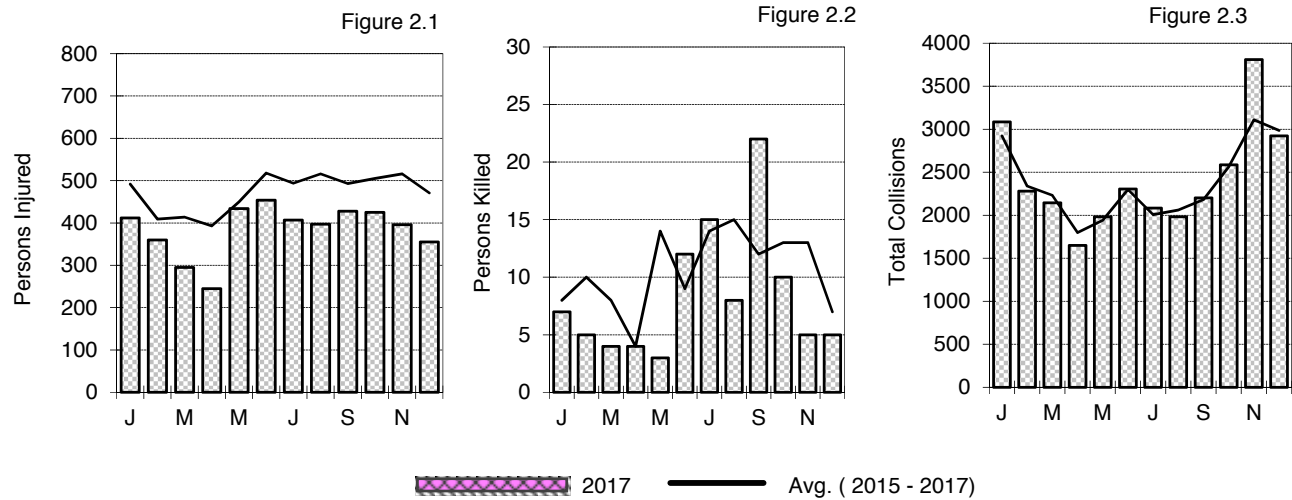 Figure 2.1
Persons Injured
800
700
600
500
400
300
200
100
0
J M M J S N
Figure 2.2
Persons Killed
30
25
20
15
10
5
0
J M M J S N
Figure 2.3
Total Collisions
4000
3500
3000
2500
2000
1500
1000
500
0
J M M J S N
2017 Avg. ( 2015 - 2017)